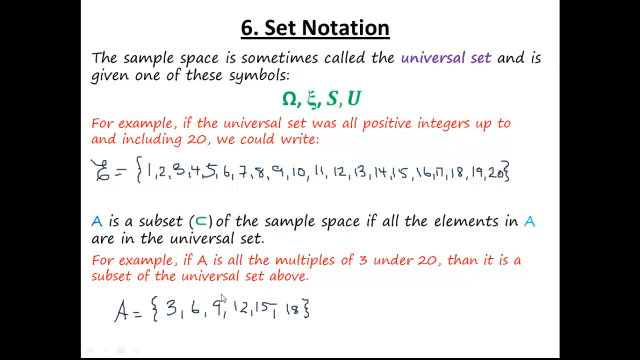 6. Set Notation
The sample space is sometimes called the universal set and is
given one of these symbols:
Ω, ξ, S, U
For example, if the universal set was all positive integers up to
and including 20, we could write:
ξ = {1,2,3,4,5,6,7,8,9,10,11,12,13,14,15,16,17,18,19,20}
A is a subset (⊂) of the sample space if all the elements in A
are in the universal set.
For example, if A is all the multiples of 3 under 20, than it is a
subset of the universal set above.
A = {3, 6, 9, 12, 15, 18}